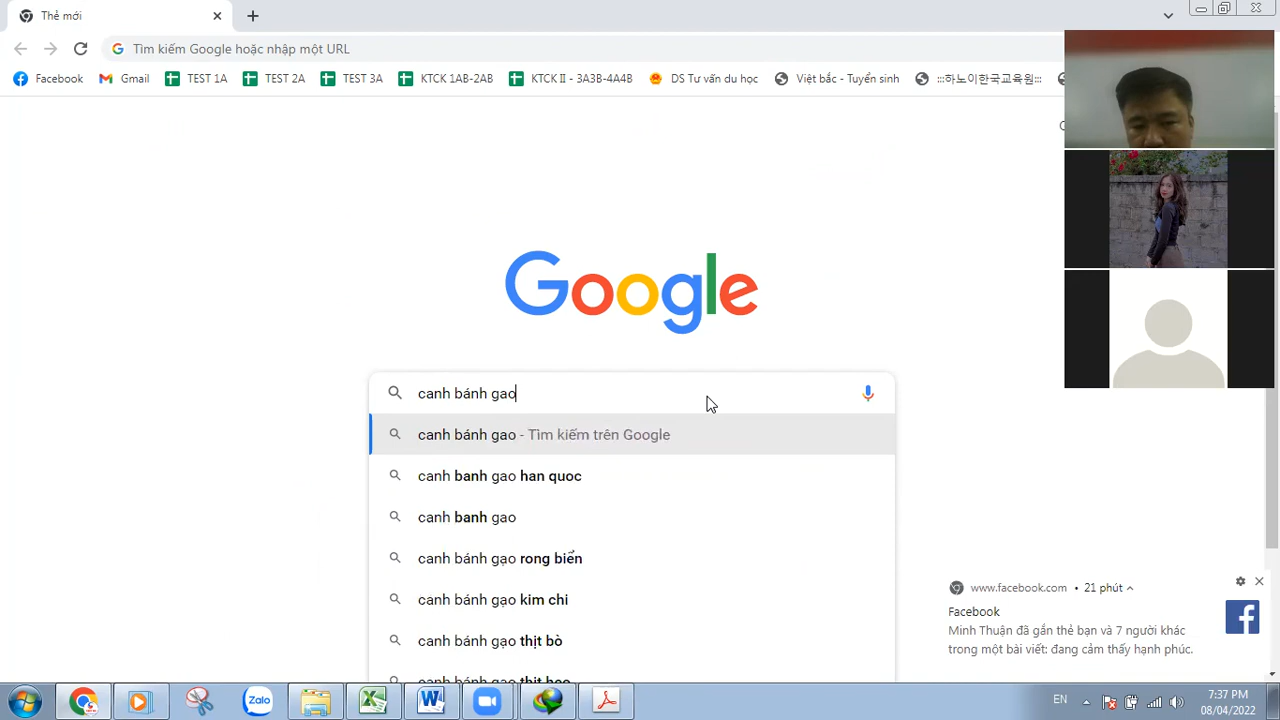 Thẻ mới
Tìm kiếm Google hoặc nhập một URL
Facebook
Gmail
TEST 1A
TEST 2A
TEST 3A
KTCK 1AB-2AB
KTCK II - 3A3B-4A4B
DS Tư vấn du học
Việt bắc - Tuyển sinh
:::하노이한국교육원:::
Google
canh bánh gao
canh bánh gao - Tìm kiếm trên Google
canh banh gao han quoc
canh banh gao
canh bánh gạo rong biển
canh bánh gạo kim chi
canh bánh gạo thịt bò
www.facebook.com • 21 phút
Facebook
Minh Thuận đã gắn thẻ bạn và 7 người khác
trong một bài viết: đang cảm thấy hạnh phúc.
Zalo
EN
7:37 PM
08/04/2022